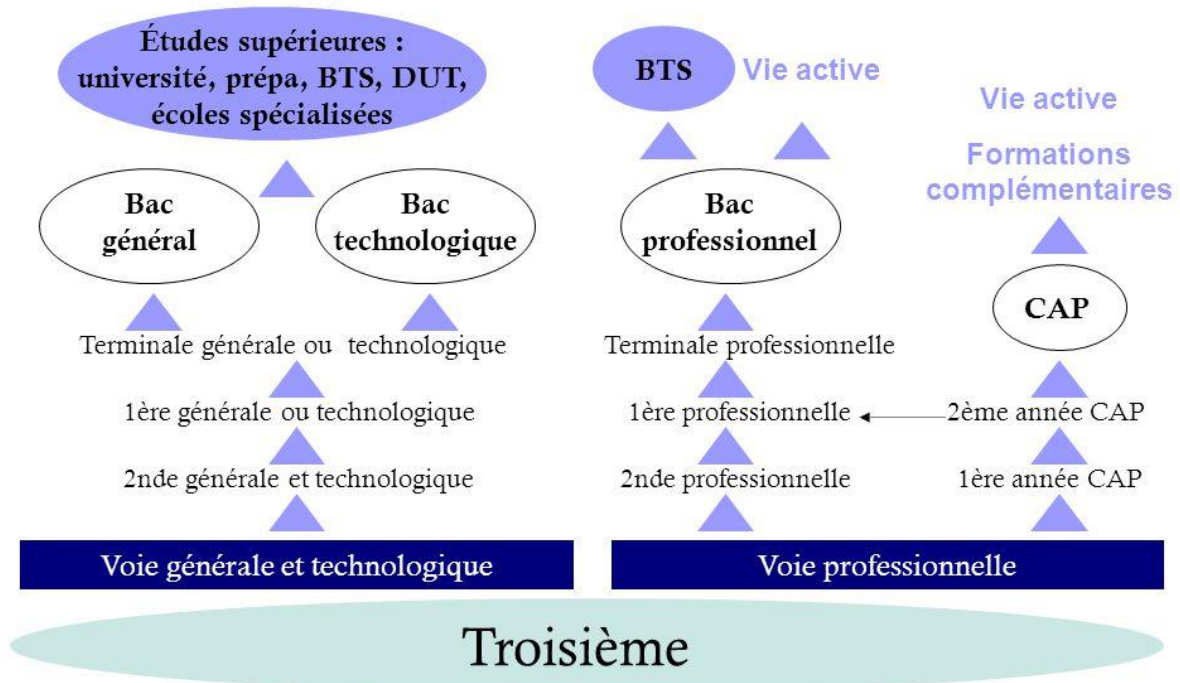 Études supérieures :
université, prépa, BTS, DUT,
écoles spécialisées
BTS
Vie active
Vie active
Formations
complémentaires
Bac
général
Bac
technologique
Bac
professionnel
CAP
Terminale générale ou technologique
Terminale professionnelle
1ère générale ou technologique
1ère professionnelle
2ème année CAP
2nde générale et technologique
2nde professionnelle
1ère année CAP
Voie générale et technologique
Voie professionnelle
Troisième